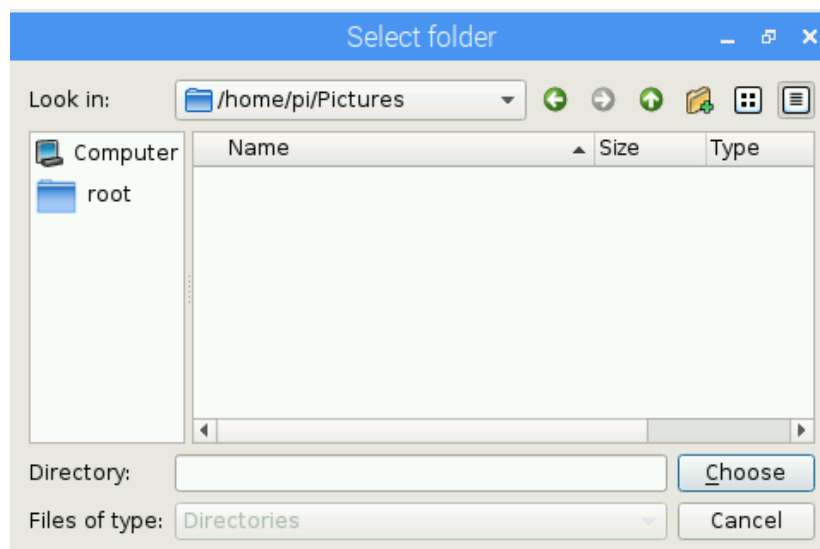 Select folder
Look in: /home/pi/Pictures
Computer Name Size Type
root
Directory: Choose
Files of type: Directories Cancel